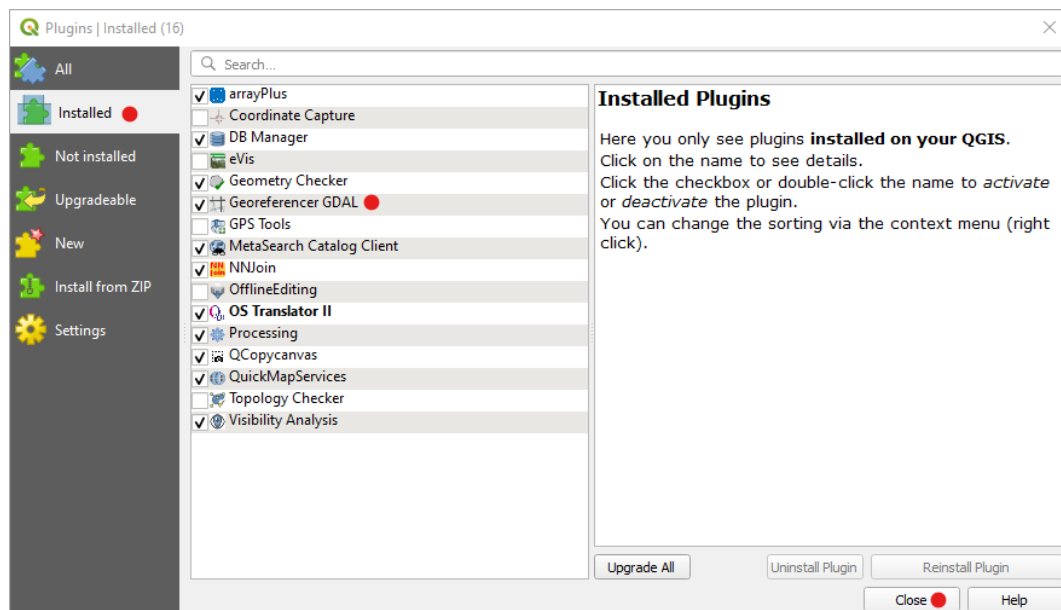 Plugins | Installed (16)
All
Installed
Not installed
Upgradeable
New
Install from ZIP
Settings
Search...
arrayPlus
Coordinate Capture
DB Manager
eVis
Geometry Checker
Georeferencer GDAL
GPS Tools
MetaSearch Catalog Client
NNJoin
OfflineEditing
OS Translator II
Processing
QCopycanvas
QuickMapServices
Topology Checker
Visibility Analysis
Installed Plugins
Here you only see plugins installed on your QGIS.
Click on the name to see details.
Click the checkbox or double-click the name to activate
or deactivate the plugin.
You can change the sorting via the context menu (right
click).
Upgrade All
Uninstall Plugin
Reinstall Plugin
Close
Help